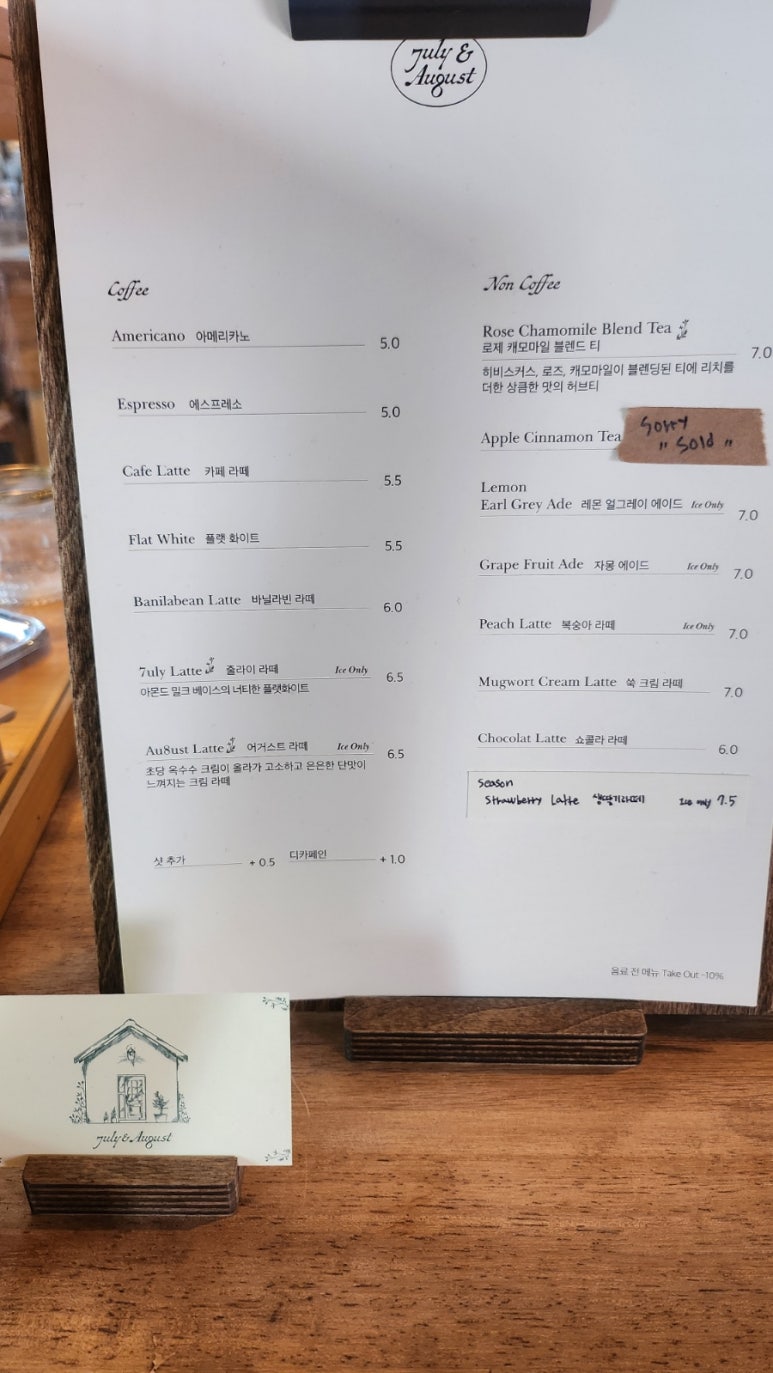 7uly &
August
Coffee
Americano 아메리카노 5.0
Espresso 에스프레소 5.0
Cafe Latte 카페 라떼 5.5
Flat White 플랫 화이트 5.5
Banilabean Latte 바닐라빈 라떼 6.0
7uly Latte 줄라이 라떼 Ice Only 6.5
아몬드 밀크 베이스의 너티한 플랫화이트
Au8ust Latte 어거스트 라떼 Ice Only 6.5
초당 옥수수 크림이 올라가 고소하고 은은한 단맛이
느껴지는 크림 라떼
샷 추가 +0.5 디카페인 +1.0
Non Coffee
Rose Chamomile Blend Tea
로제 캐모마일 블렌드 티 7.0
히비스커스, 로즈, 캐모마일이 블렌딩된 티에 리치를
더한 상큼한 맛의 허브티
Apple Cinnamon Tea
Sorry
"Sold"
Lemon
Earl Grey Ade 레몬 얼그레이 에이드 Ice Only 7.0
Grape Fruit Ade 자몽 에이드 Ice Only 7.0
Peach Latte 복숭아 라떼 Ice Only 7.0
Mugwort Cream Latte 쑥 크림 라떼 7.0
Chocolat Latte 쇼콜라 라떼 6.0
Season
Strawberry Latte 생딸기라떼 Ice only 7.5
음료 전 메뉴 Take Out -10%
7uly & August